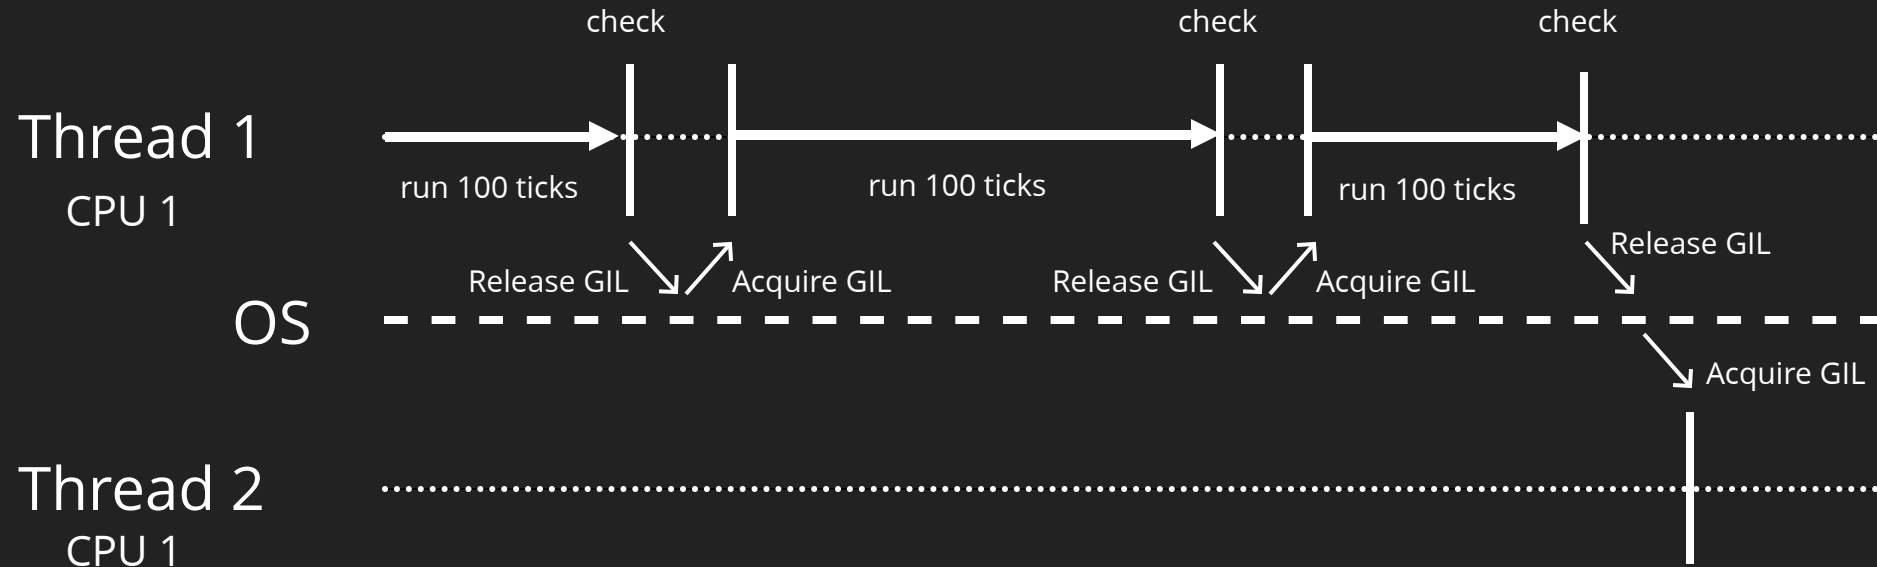 check
check
check
Thread 1
CPU 1
run 100 ticks
run 100 ticks
run 100 ticks
Release GIL
Acquire GIL
Release GIL
Acquire GIL
Release GIL
OS
Acquire GIL
Thread 2
CPU 1